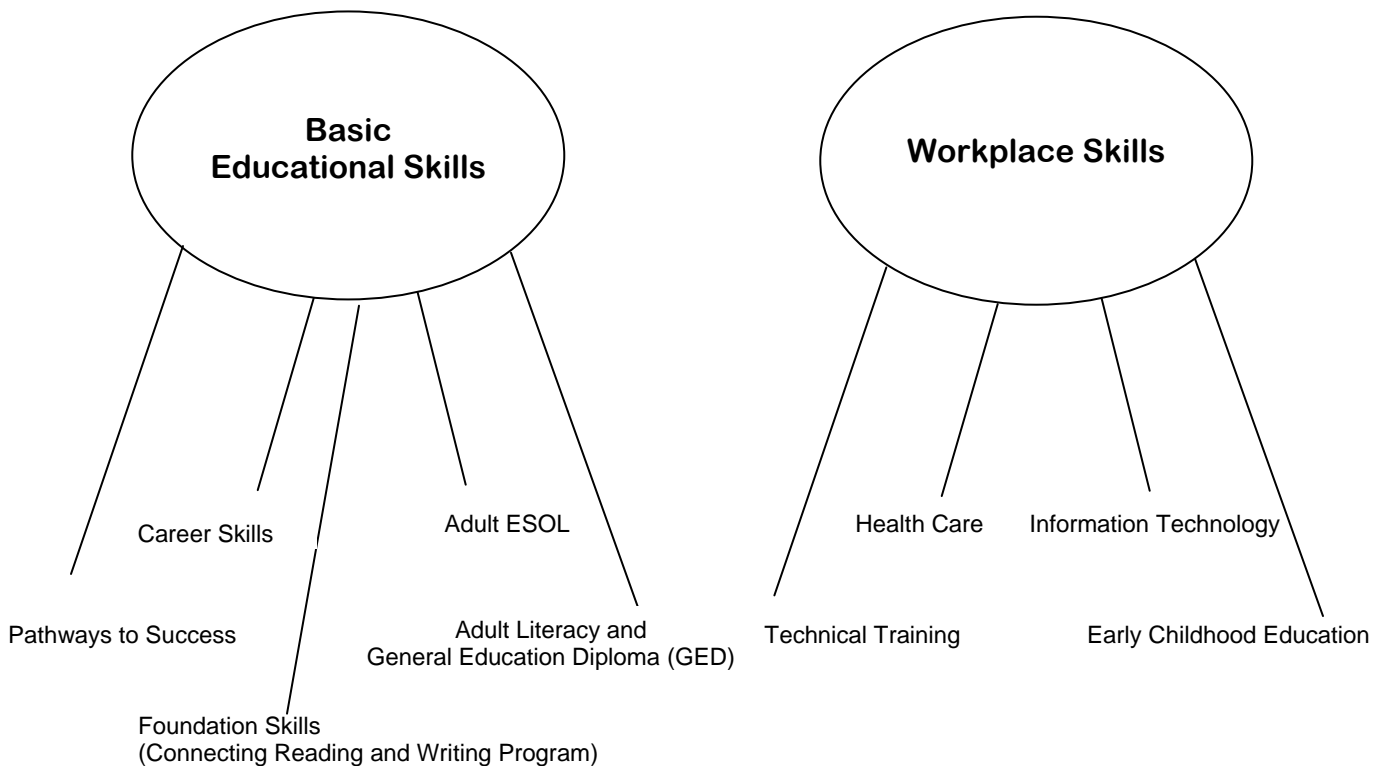 Basic
Educational Skills
Workplace Skills
Career Skills
Adult ESOL
Health Care
Information Technology
Pathways to Success
Adult Literacy and
General Education Diploma (GED)
Technical Training
Early Childhood Education
Foundation Skills
(Connecting Reading and Writing Program)